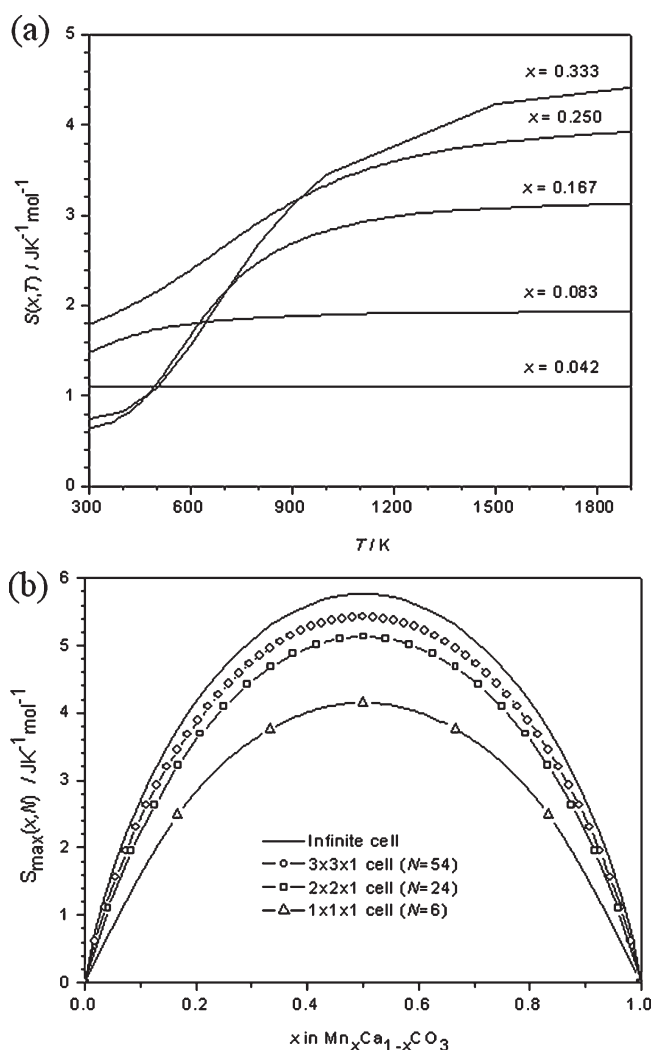 (a)
5
4
3
2
1
0
S(x,T) / JK⁻¹mol⁻¹
x = 0.333
x = 0.250
x = 0.167
x = 0.083
x = 0.042
300 600 900 1200 1500 1800
T / K
(b)
6
5
4
3
2
1
0
Smax(x,N) / JK⁻¹mol⁻¹
Infinite cell
3x3x1 cell (N=54)
2x2x1 cell (N=24)
1x1x1 cell (N=6)
0.0 0.2 0.4 0.6 0.8 1.0
x in MnxCa1-xCO3